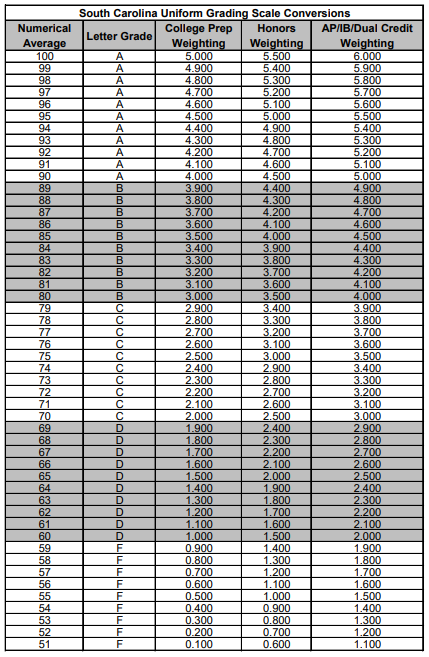 South Carolina Uniform Grading Scale Conversions
Numerical Average Letter Grade College Prep Weighting Honors Weighting AP/IB/Dual Credit Weighting
100 A 5.000 5.500 6.000
99 A 4.900 5.400 5.900
98 A 4.800 5.300 5.800
97 A 4.700 5.200 5.700
96 A 4.600 5.100 5.600
95 A 4.500 5.000 5.500
94 A 4.400 4.900 5.400
93 A 4.300 4.800 5.300
92 A 4.200 4.700 5.200
91 A 4.100 4.600 5.100
90 A 4.000 4.500 5.000
89 B 3.900 4.400 4.900
88 B 3.800 4.300 4.800
87 B 3.700 4.200 4.700
86 B 3.600 4.100 4.600
85 B 3.500 4.000 4.500
84 B 3.400 3.900 4.400
83 B 3.300 3.800 4.300
82 B 3.200 3.700 4.200
81 B 3.100 3.600 4.100
80 B 3.000 3.500 4.000
79 C 2.900 3.400 3.900
78 C 2.800 3.300 3.800
77 C 2.700 3.200 3.700
76 C 2.600 3.100 3.600
75 C 2.500 3.000 3.500
74 C 2.400 2.900 3.400
73 C 2.300 2.800 3.300
72 C 2.200 2.700 3.200
71 C 2.100 2.600 3.100
70 C 2.000 2.500 3.000
69 D 1.900 2.400 2.900
68 D 1.800 2.300 2.800
67 D 1.700 2.200 2.700
66 D 1.600 2.100 2.600
65 D 1.500 2.000 2.500
64 D 1.400 1.900 2.400
63 D 1.300 1.800 2.300
62 D 1.200 1.700 2.200
61 D 1.100 1.600 2.100
60 D 1.000 1.500 2.000
59 F 0.900 1.400 1.900
58 F 0.800 1.300 1.800
57 F 0.700 1.200 1.700
56 F 0.600 1.100 1.600
55 F 0.500 1.000 1.500
54 F 0.400 0.900 1.400
53 F 0.300 0.800 1.300
52 F 0.200 0.700 1.200
51 F 0.100 0.600 1.100